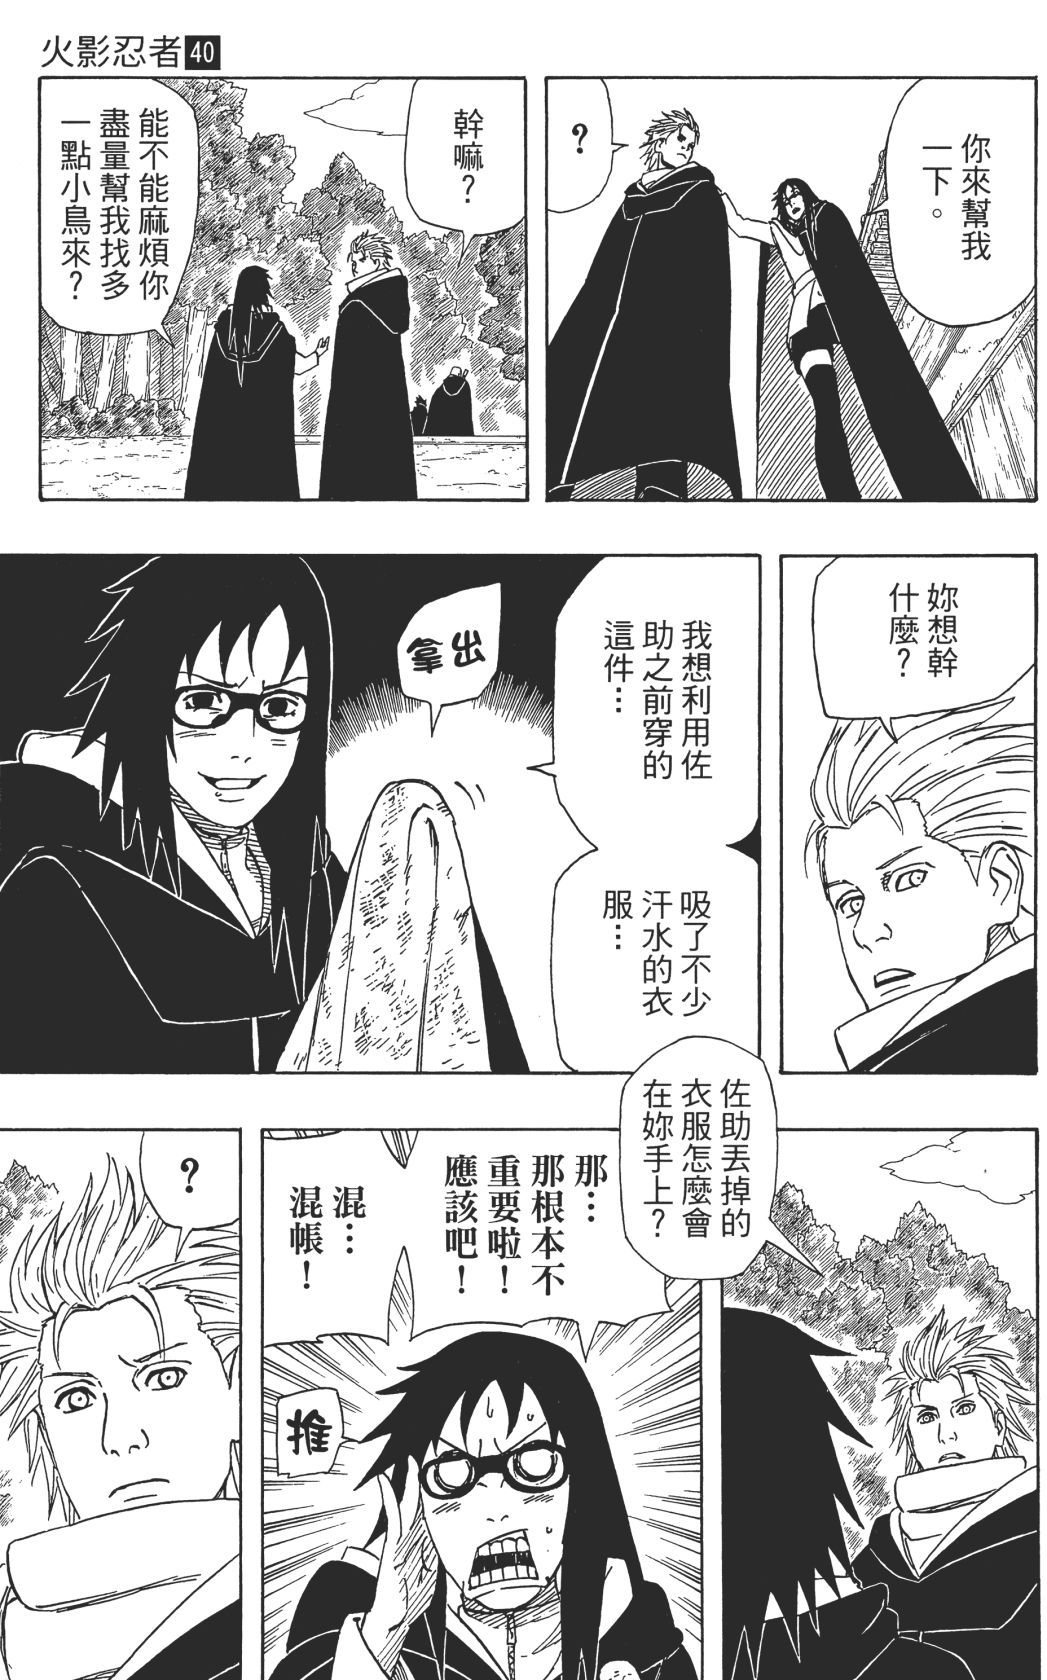 火影忍者40
你來幫我
一下。
?
幹嘛?
能不能麻煩你
盡量幫我找多
一點小鳥來?
妳想幹
什麼?
我想利用佐
助之前穿的
這件…
吸了不少
汗水的衣
服…
拿出
佐助丟掉的
衣服怎麼會
在妳手上?
那…
那根本不
重要啦!
應該吧!
混…
混帳!
推
?